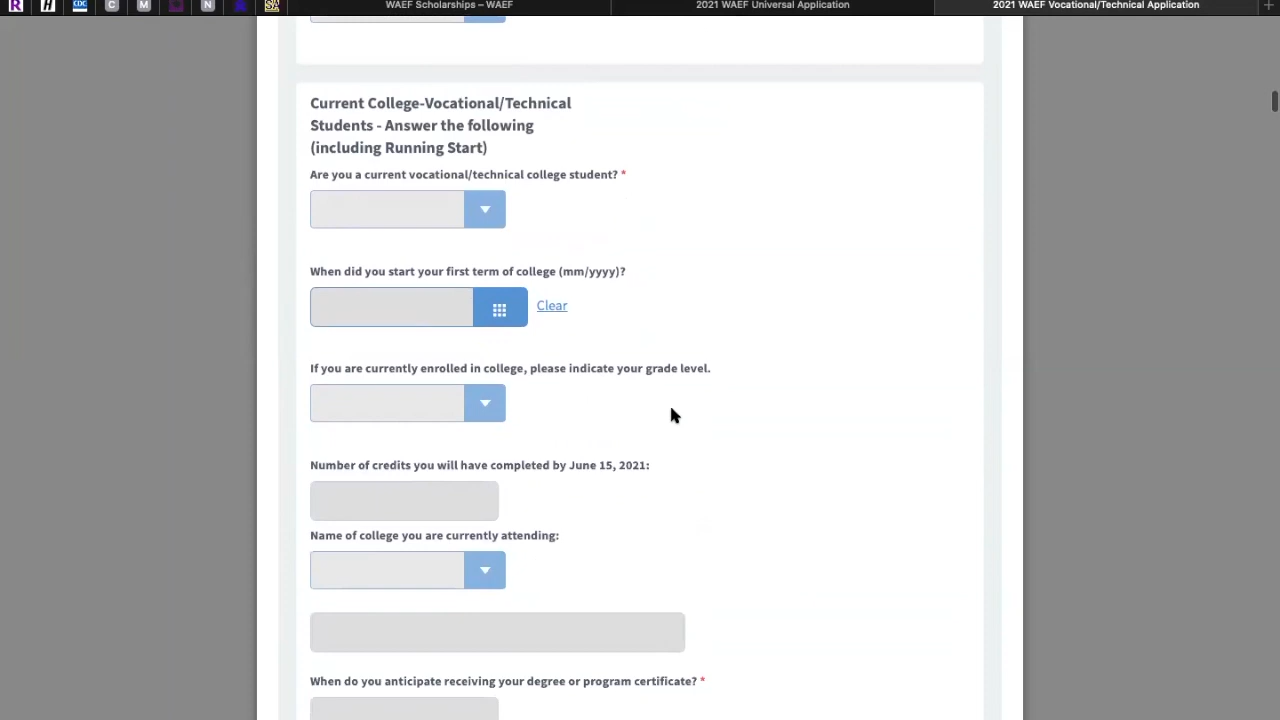 R H CDC C M N SA
WAEF Scholarships – WAEF
2021 WAEF Universal Application
2021 WAEF Vocational/Technical Application
Current College-Vocational/Technical
Students - Answer the following
(including Running Start)
Are you a current vocational/technical college student? *
When did you start your first term of college (mm/yyyy)?
Clear
If you are currently enrolled in college, please indicate your grade level.
Number of credits you will have completed by June 15, 2021:
Name of college you are currently attending:
When do you anticipate receiving your degree or program certificate? *